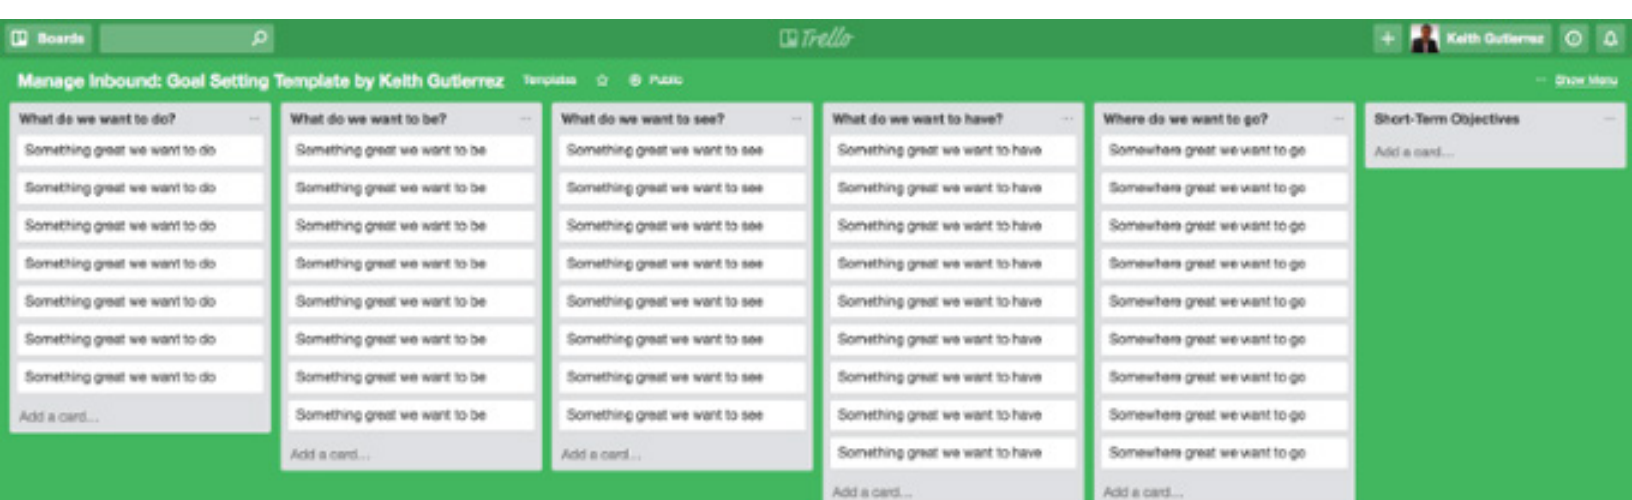 Boards
Trello
Keith Gutierrez
Manage Inbound: Goal Setting Template by Keith Gutierrez
Templates
Public
Show Menu
What do we want to do?
Something great we want to do
Something great we want to do
Something great we want to do
Something great we want to do
Something great we want to do
Something great we want to do
Something great we want to do
Add a card...
What do we want to be?
Something great we want to be
Something great we want to be
Something great we want to be
Something great we want to be
Something great we want to be
Something great we want to be
Something great we want to be
Something great we want to be
Add a card...
What do we want to see?
Something great we want to see
Something great we want to see
Something great we want to see
Something great we want to see
Something great we want to see
Something great we want to see
Something great we want to see
Something great we want to see
Add a card...
What do we want to have?
Something great we want to have
Something great we want to have
Something great we want to have
Something great we want to have
Something great we want to have
Something great we want to have
Something great we want to have
Something great we want to have
Something great we want to have
Add a card...
Where do we want to go?
Somewhere great we want to go
Somewhere great we want to go
Somewhere great we want to go
Somewhere great we want to go
Somewhere great we want to go
Somewhere great we want to go
Somewhere great we want to go
Somewhere great we want to go
Somewhere great we want to go
Add a card...
Short-Term Objectives
Add a card...